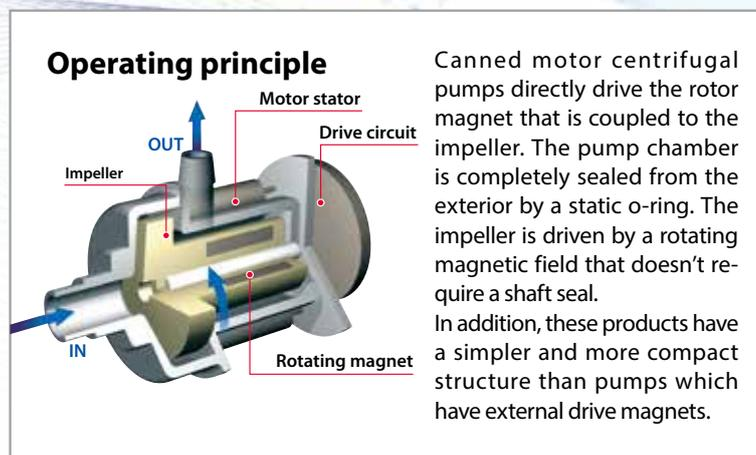 Operating principle
Motor stator
OUT
Drive circuit
Impeller
IN
Rotating magnet
Canned motor centrifugal
pumps directly drive the rotor
magnet that is coupled to the
impeller. The pump chamber
is completely sealed from the
exterior by a static o-ring. The
impeller is driven by a rotating
magnetic field that doesn't re-
quire a shaft seal.
In addition, these products have
a simpler and more compact
structure than pumps which
have external drive magnets.